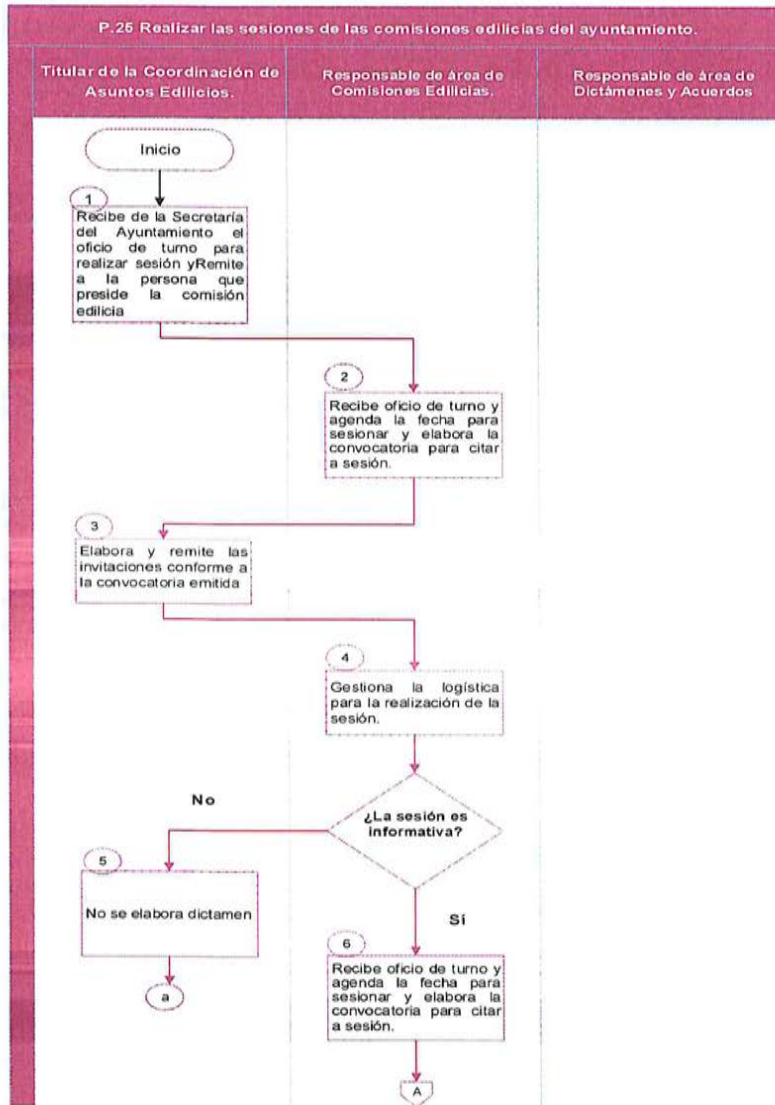 P.25 Realizar las sesiones de las comisiones edilicias del ayuntamiento.
Titular de la Coordinación de
Asuntos Edilicios.
Responsable de área de
Comisiones Edilicias.
Responsable de área de
Dictámenes y Acuerdos
Inicio
1
Recibe de la Secretaría
del Ayuntamiento el
oficio de turno para
realizar sesión yRemite
a la persona que
preside la comisión
edilicia
2
Recibe oficio de turno y
agenda la fecha para
sesionar y elabora la
convocatoria para citar
a sesión.
3
Elabora y remite las
invitaciones conforme a
la convocatoria emitida
4
Gestiona la logística
para la realización de la
sesión.
¿La sesión es
informativa?
No
5
No se elabora dictamen
a
Sí
6
Recibe oficio de turno y
agenda la fecha para
sesionar y elabora la
convocatoria para citar
a sesión.
A